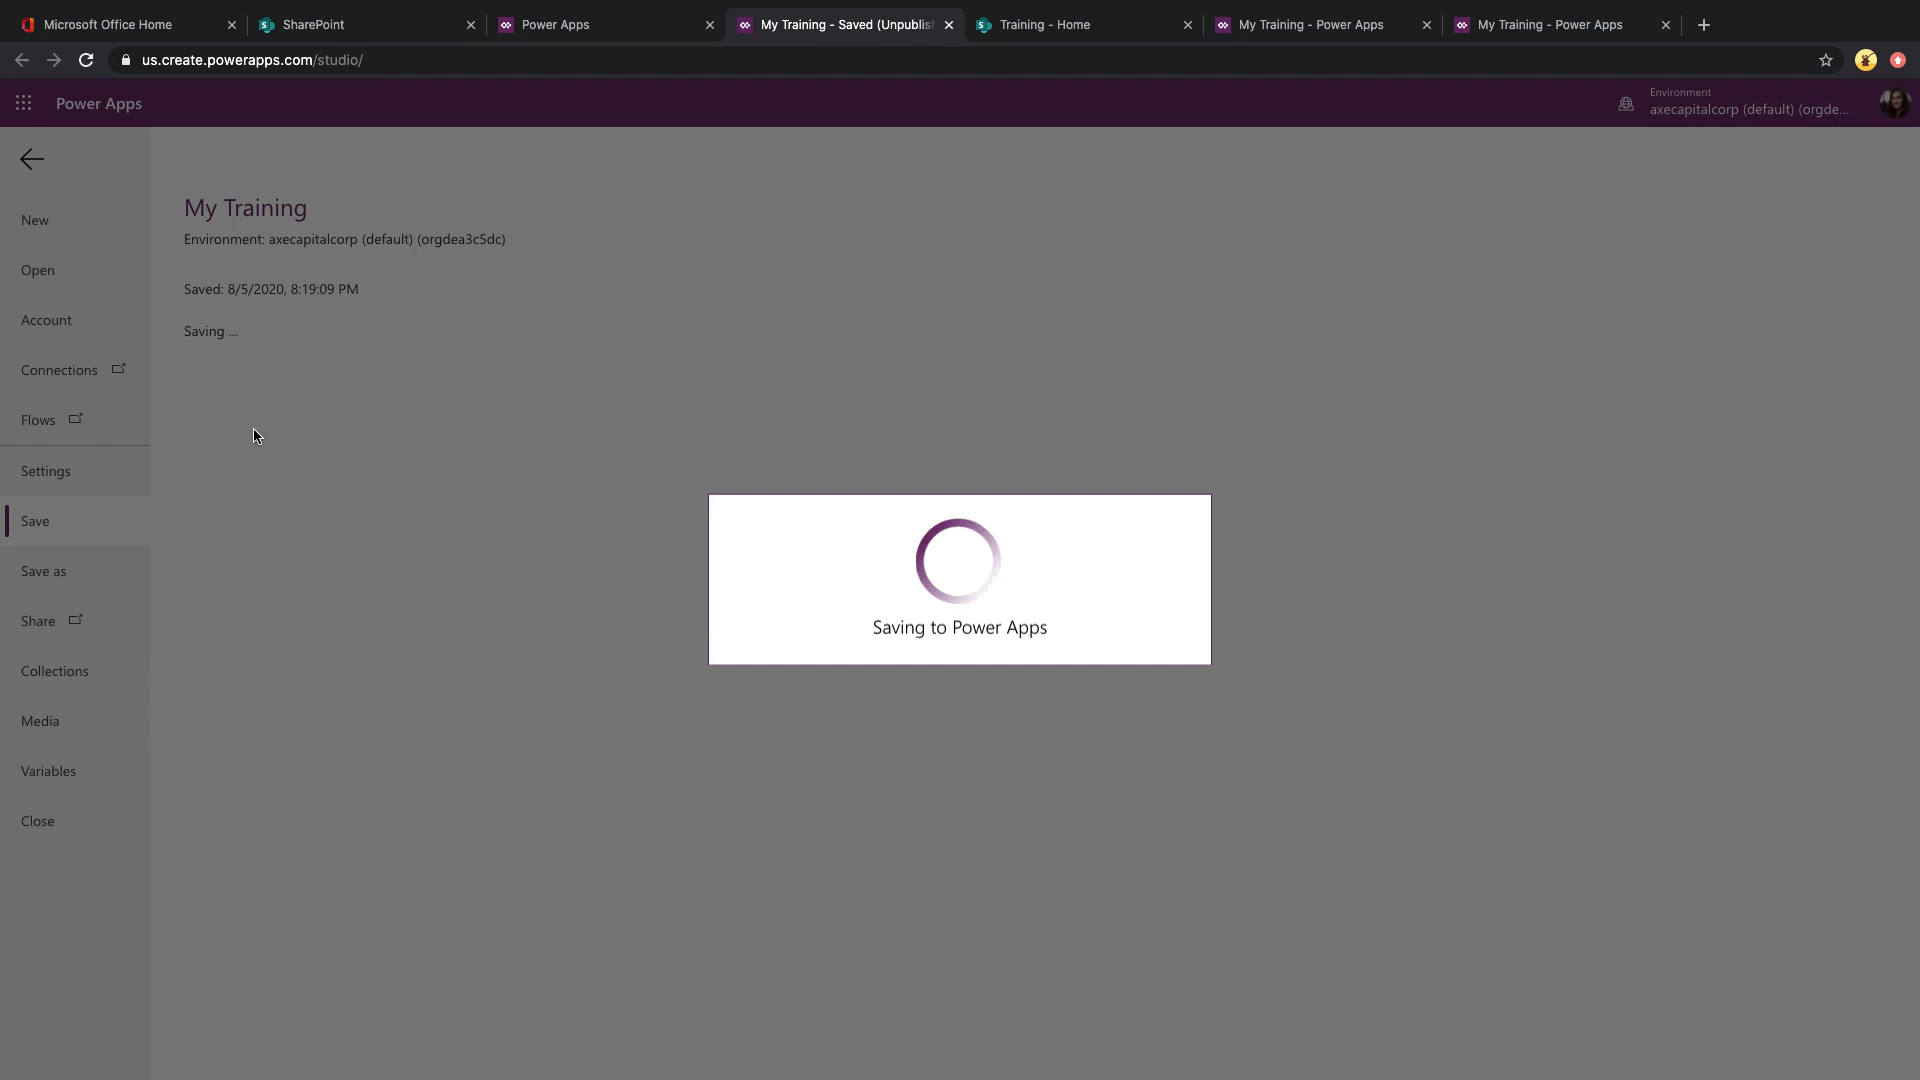 Microsoft Office Home
SharePoint
Power Apps
My Training - Saved (Unpublis
Training - Home
My Training - Power Apps
My Training - Power Apps
us.create.powerapps.com/studio/
Power Apps
Environment
axecapitalcorp (default) (orgde...
New
Open
Account
Connections
Flows
Settings
Save
Save as
Share
Collections
Media
Variables
Close
My Training
Environment: axecapitalcorp (default) (orgdea3c5dc)
Saved: 8/5/2020, 8:19:09 PM
Saving ...
Saving to Power Apps